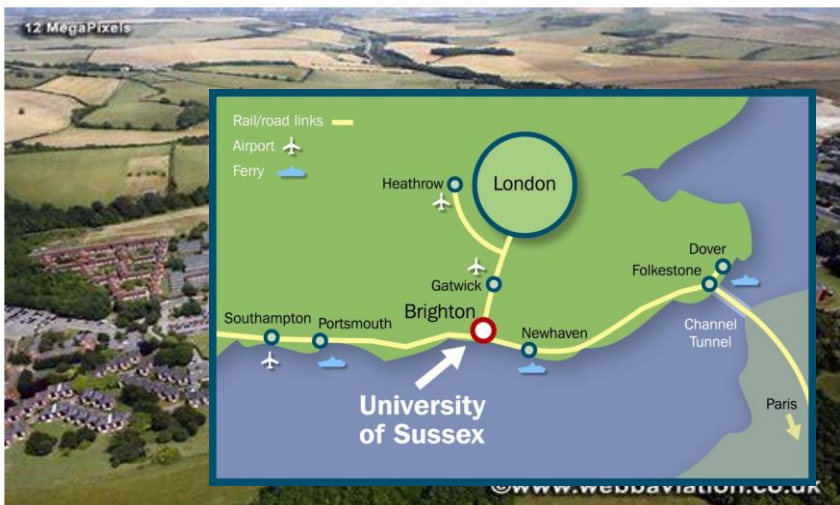 12 MegaPixels
Rail/road links
Airport
Ferry
Heathrow
London
Gatwick
Dover
Folkestone
Brighton
Southampton
Portsmouth
Newhaven
Channel
Tunnel
University
of Sussex
Paris
©www.webbaviation.co.uk